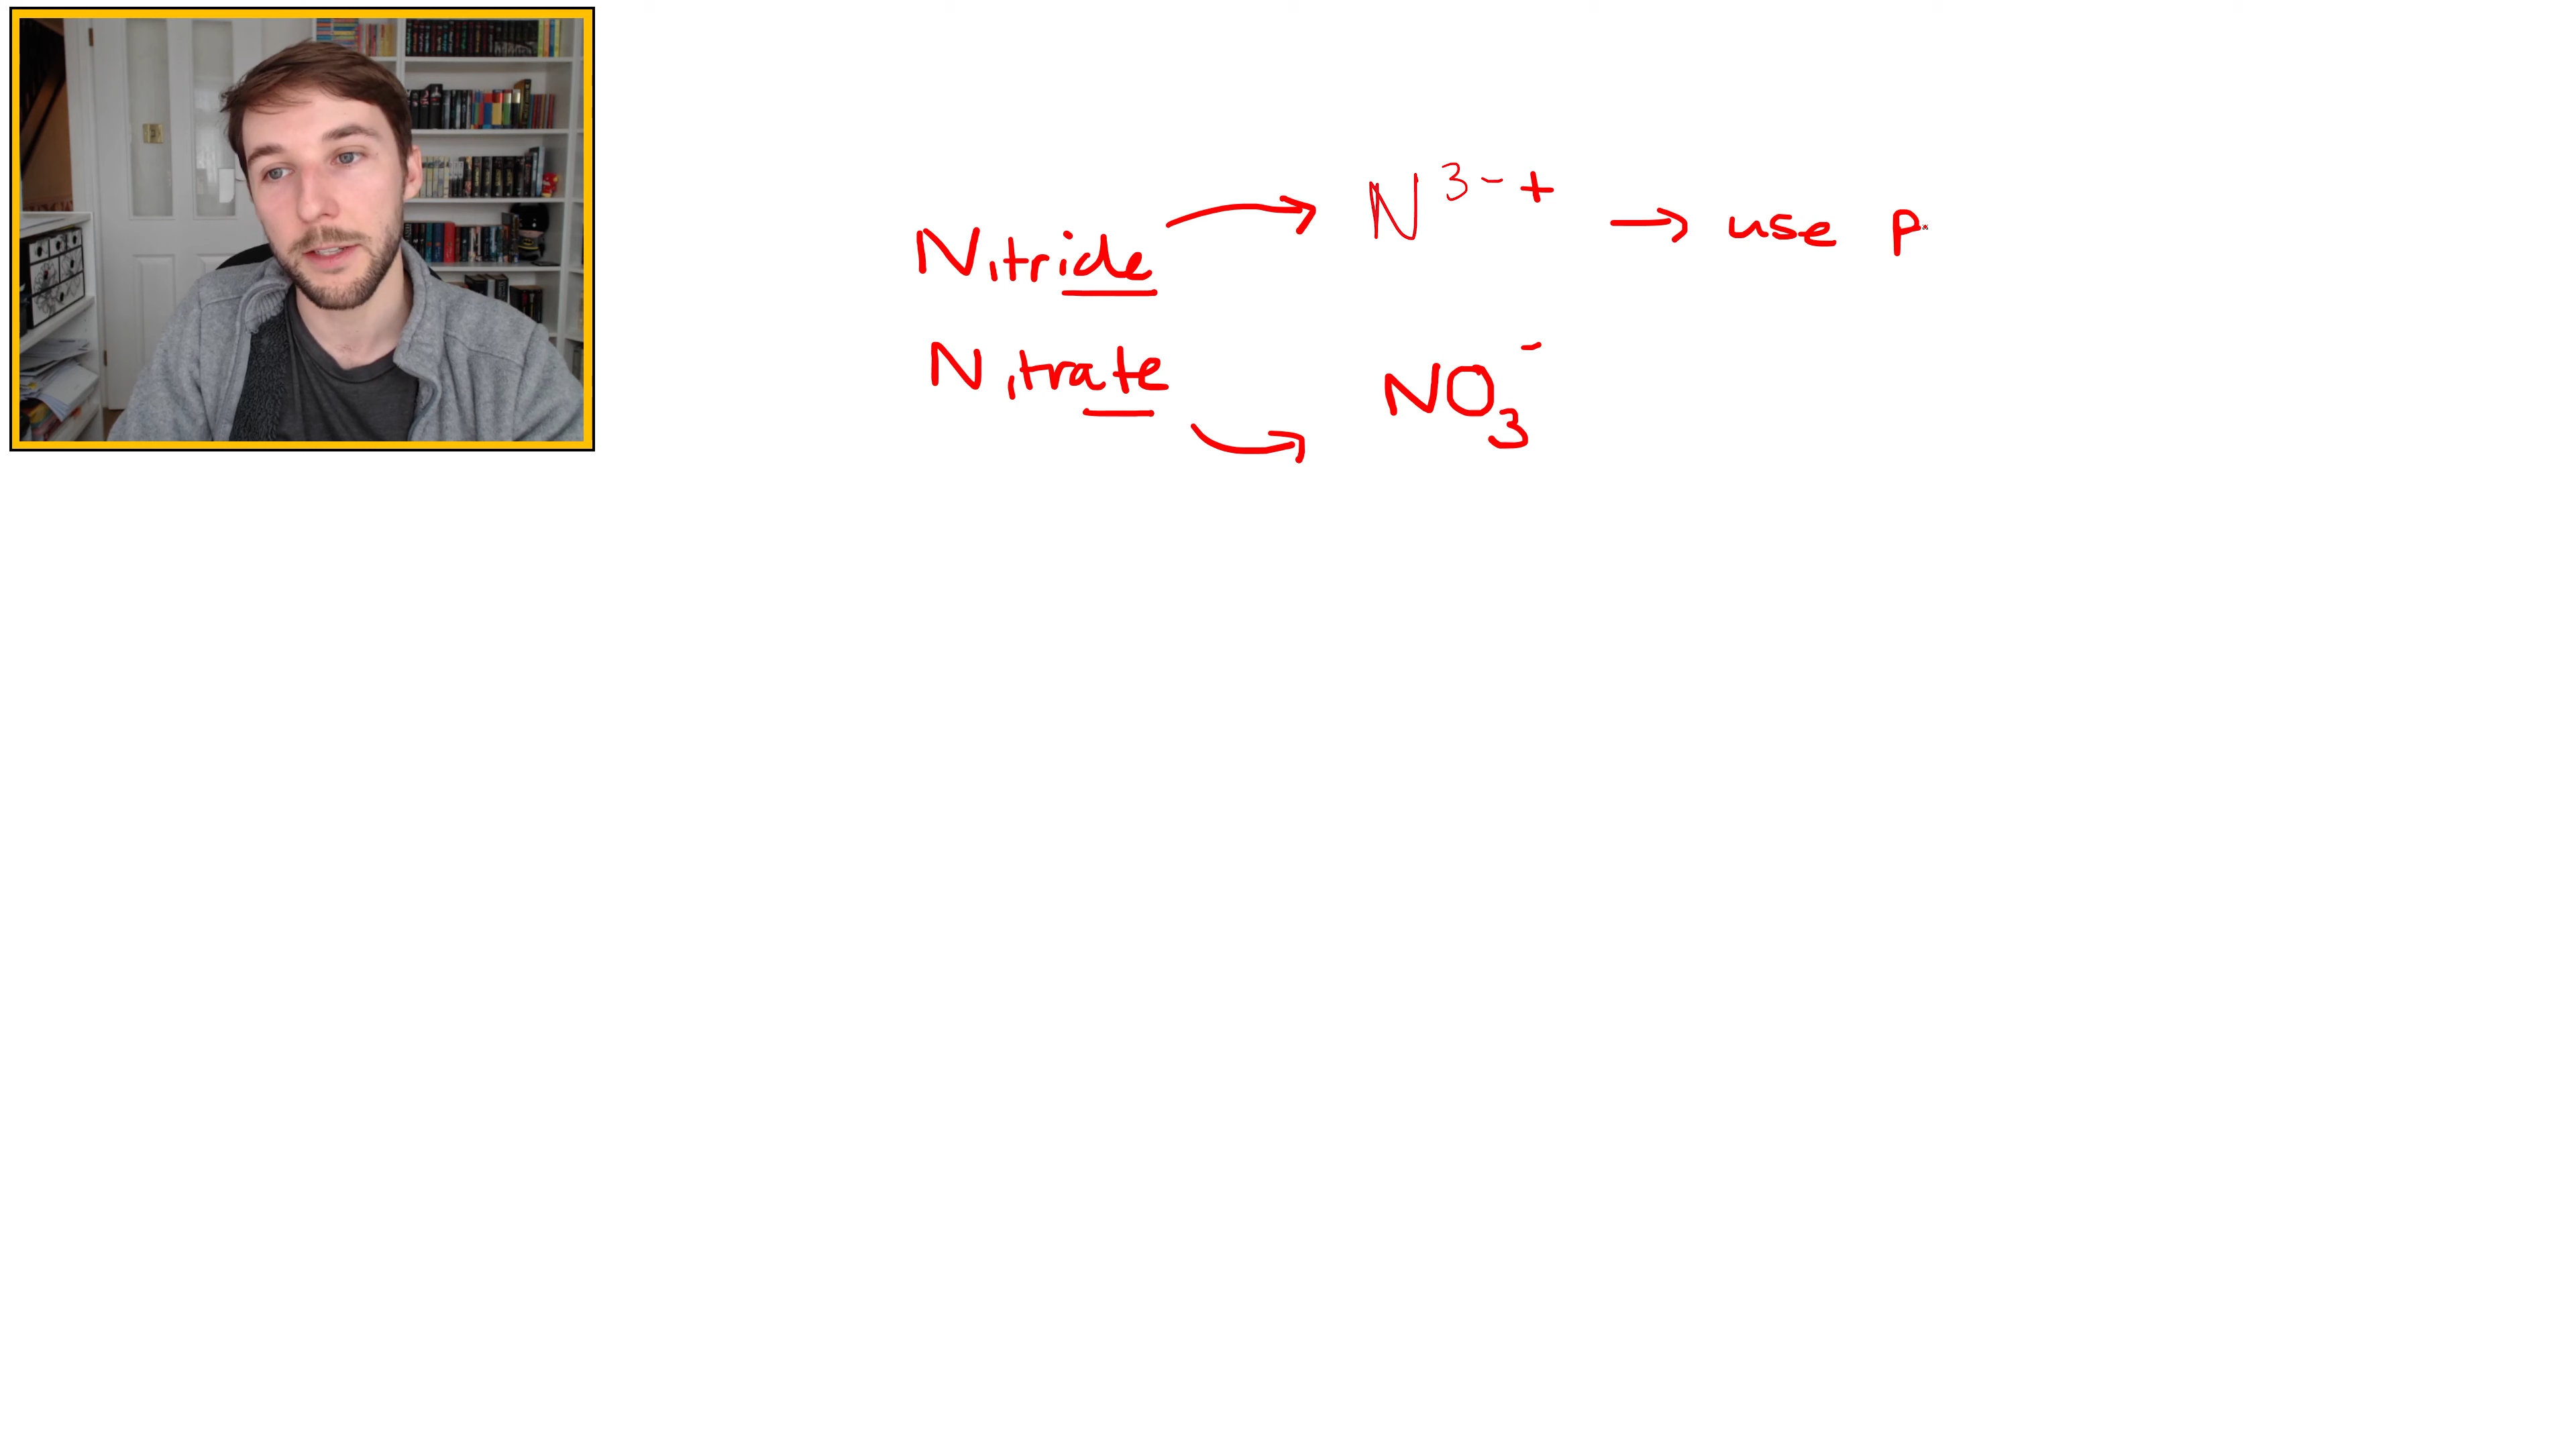 Nitride → N³⁻ + → use p
Nitrate → NO₃⁻